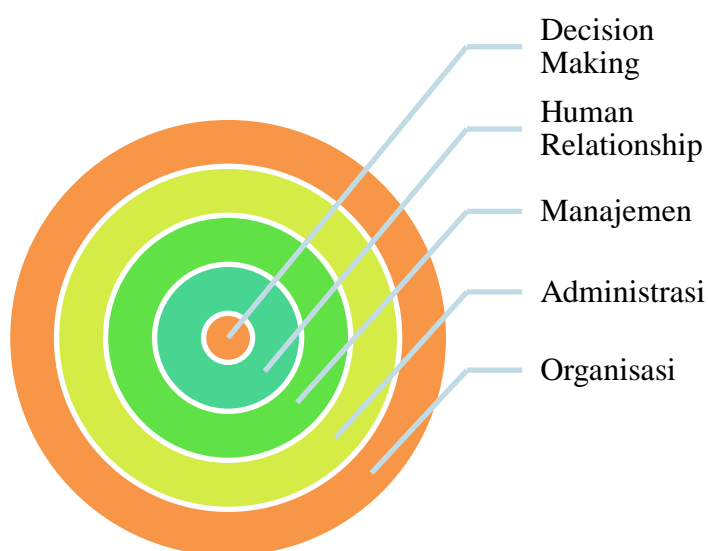 Decision
Making
Human
Relationship
Manajemen
Administrasi
Organisasi